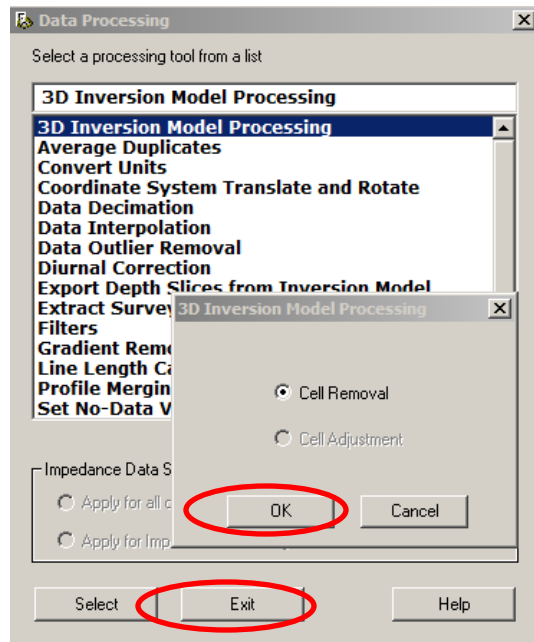 Data Processing
Select a processing tool from a list
3D Inversion Model Processing
3D Inversion Model Processing
Average Duplicates
Convert Units
Coordinate System Translate and Rotate
Data Decimation
Data Interpolation
Data Outlier Removal
Diurnal Correction
Export Depth Slices from Inversion Model
Extract Survey
Filters
Gradient Rem
Line Length Ca
Profile Mergin
Set No-Data V
3D Inversion Model Processing
Cell Removal
Cell Adjustment
OK Cancel
Impedance Data S
Apply for all c
Apply for Imp
Select Exit Help